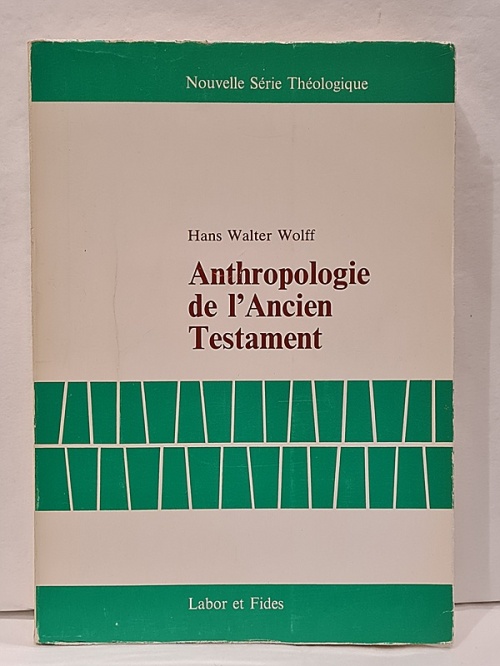 Nouvelle Série Théologique
Hans Walter Wolff
Anthropologie
de l'Ancien
Testament
Labor et Fides